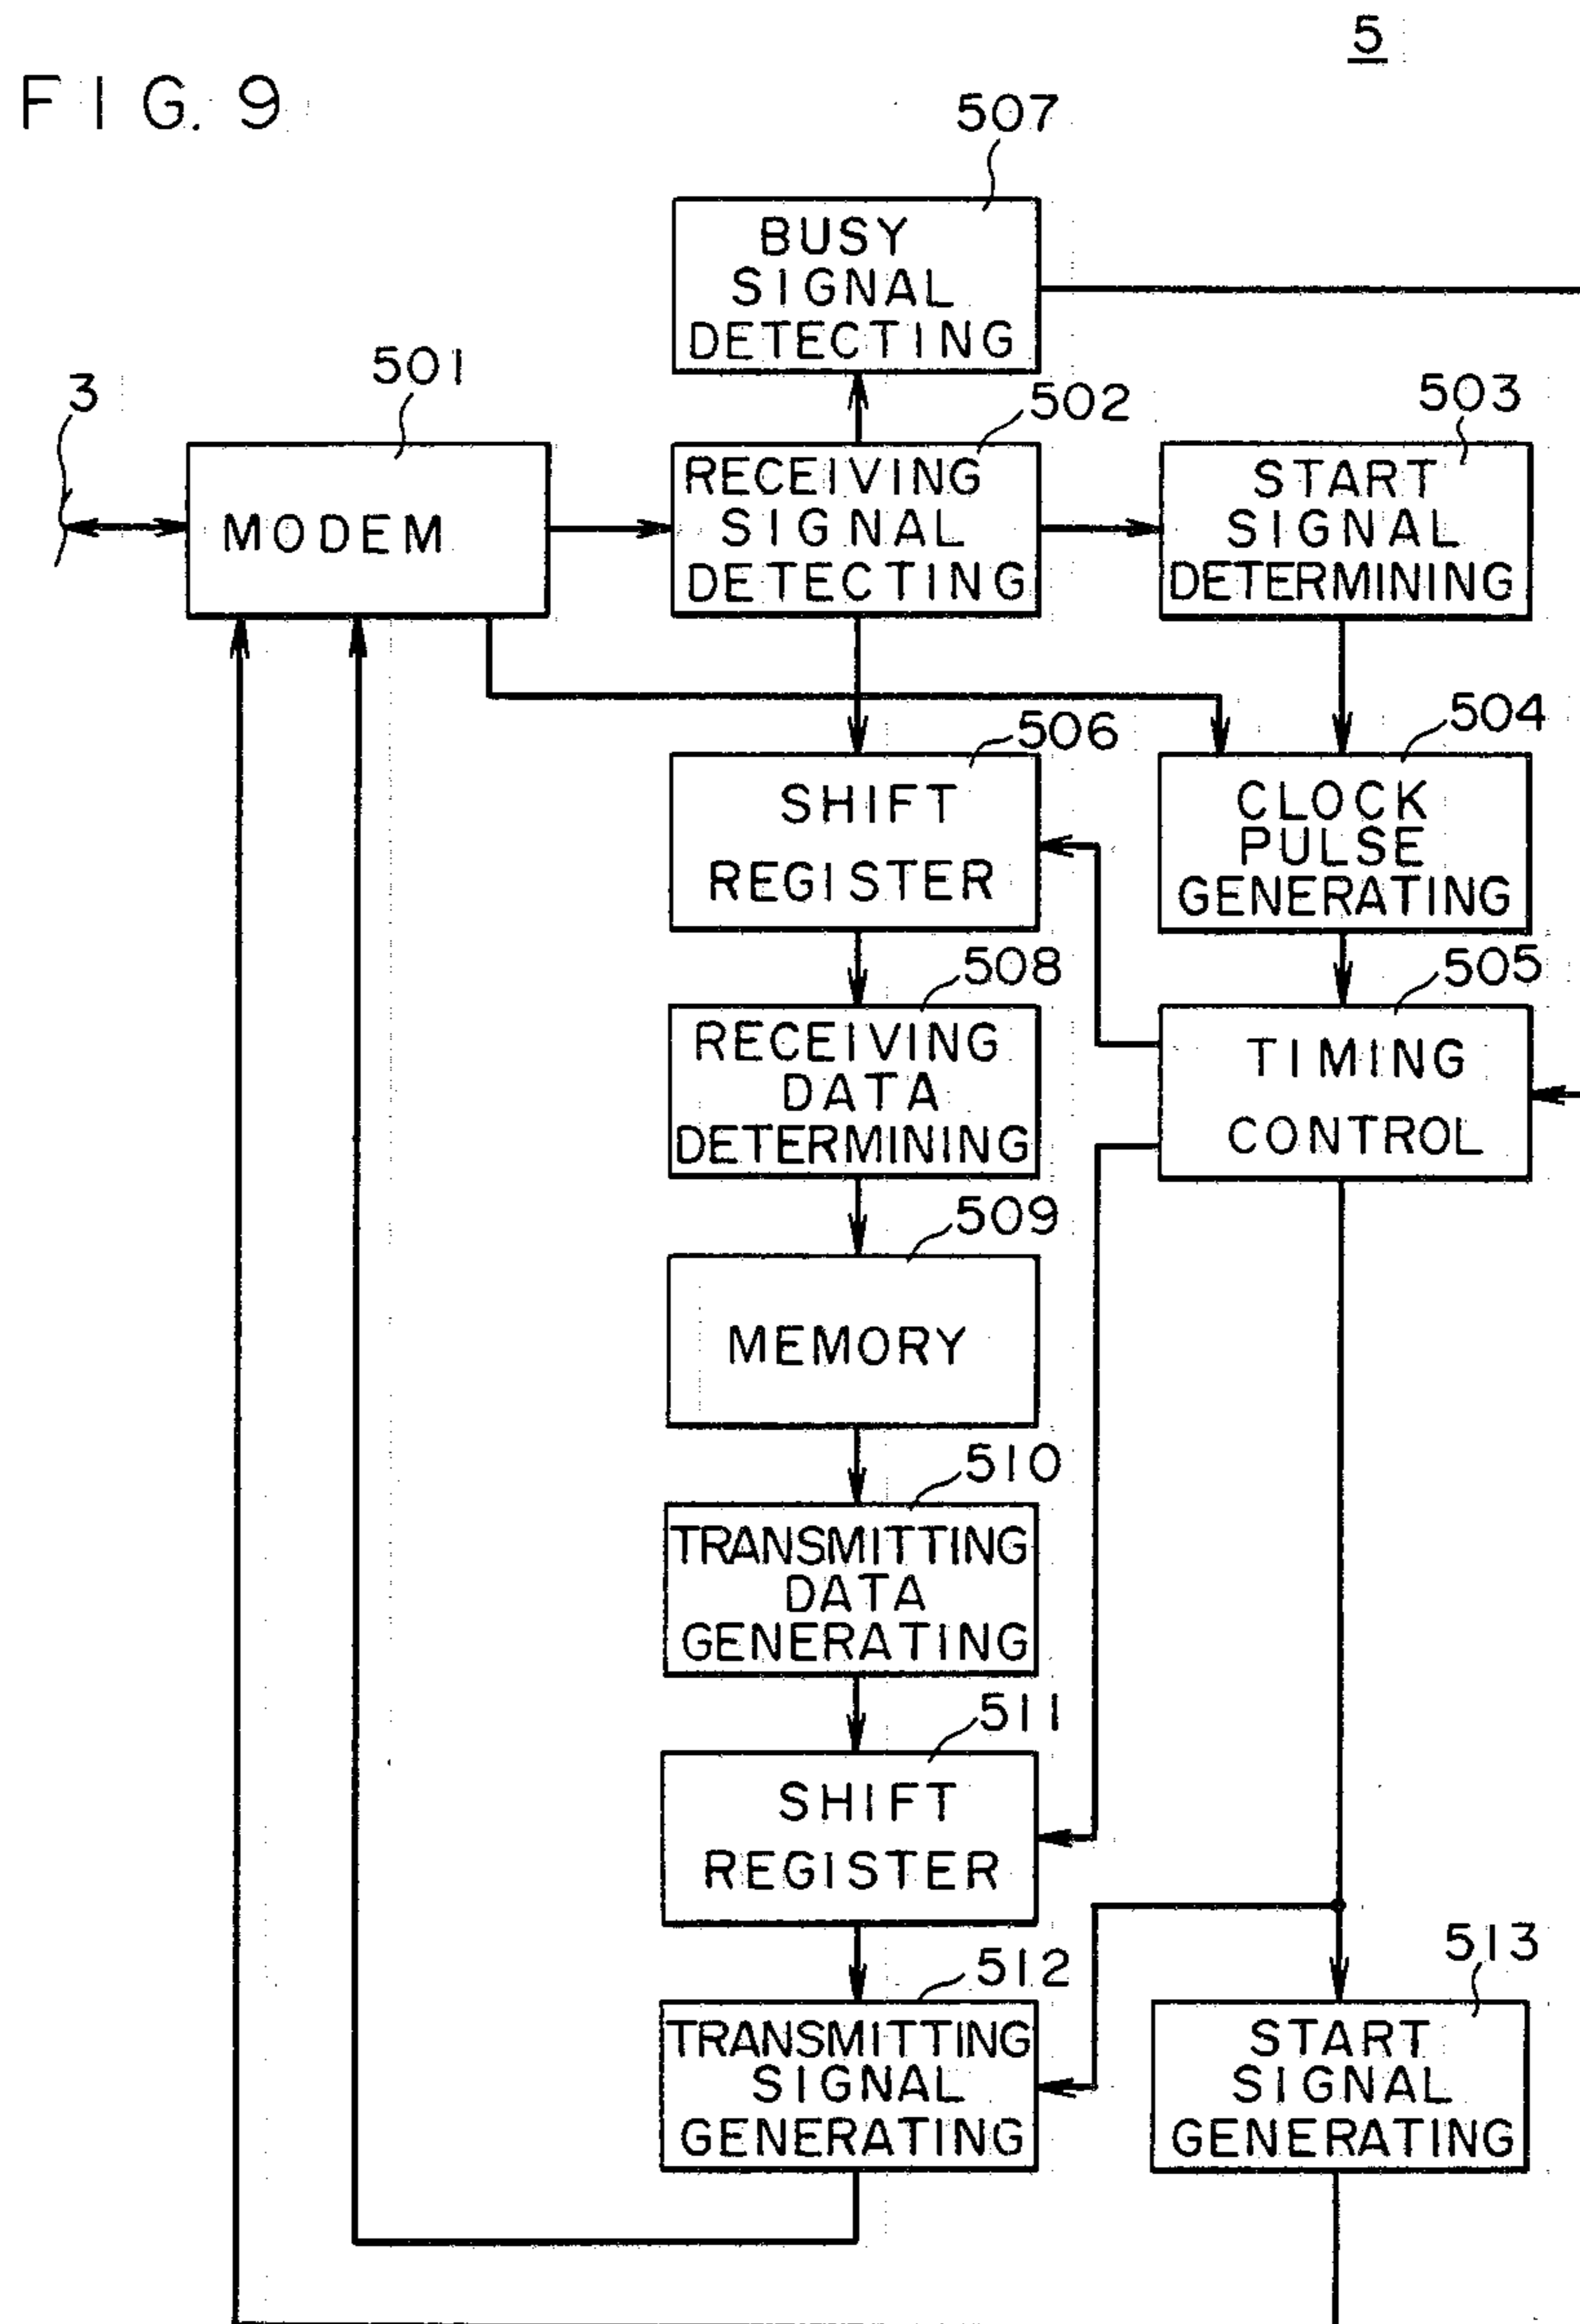 5
FIG. 9
507
BUSY
SIGNAL
DETECTING
3
501
502
503
MODEM
RECEIVING
SIGNAL
DETECTING
START
SIGNAL
DETERMINING
506
504
SHIFT
REGISTER
CLOCK
PULSE
GENERATING
508
505
RECEIVING
DATA
DETERMINING
TIMING
CONTROL
509
MEMORY
510
TRANSMITTING
DATA
GENERATING
511
SHIFT
REGISTER
512
513
TRANSMITTING
SIGNAL
GENERATING
START
SIGNAL
GENERATING